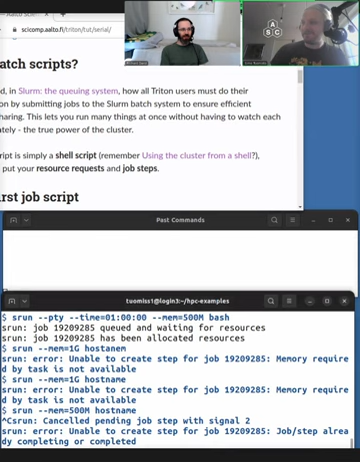 scicomp.aalto.fi/triton/tut/serial/
A
S C
atch scripts?
d, in Slurm: the queuing system, how all Triton users must do their
on by submitting jobs to the Slurm batch system to ensure efficient
haring. This lets you run many things at once without having to watch each
ately - the true power of the cluster.
ript is simply a shell script (remember Using the cluster from a shell?),
put your resource requests and job steps.
irst job script
Past Commands
tuomiss1@login3:~/hpc-examples
$ srun --pty --time=01:00:00 --mem=500M bash
srun: job 19209285 queued and waiting for resources
srun: job 19209285 has been allocated resources
$ srun --mem=1G hostanem
srun: error: Unable to create step for job 19209285: Memory require
d by task is not available
$ srun --mem=1G hostname
srun: error: Unable to create step for job 19209285: Memory require
d by task is not available
$ srun --mem=500M hostname
^Csrun: Cancelled pending job step with signal 2
srun: error: Unable to create step for job 19209285: Job/step alrea
dy completing or completed